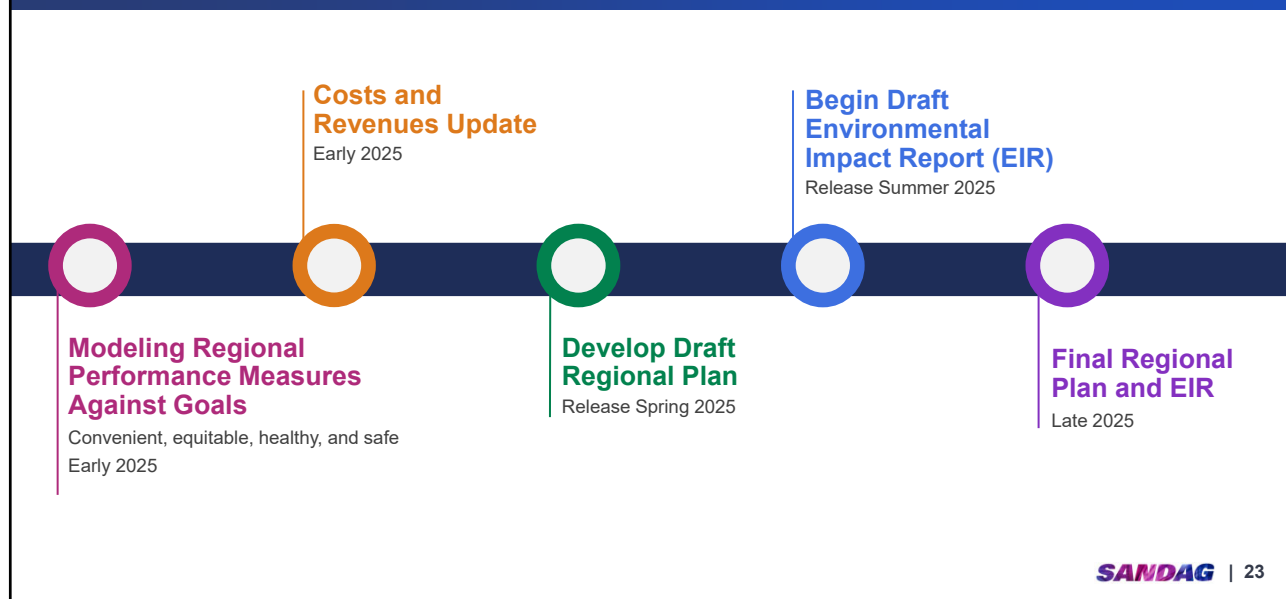 Costs and
Revenues Update
Early 2025
Begin Draft
Environmental
Impact Report (EIR)
Release Summer 2025
Modeling Regional
Performance Measures
Against Goals
Convenient, equitable, healthy, and safe
Early 2025
Develop Draft
Regional Plan
Release Spring 2025
Final Regional
Plan and EIR
Late 2025
SANDAG | 23